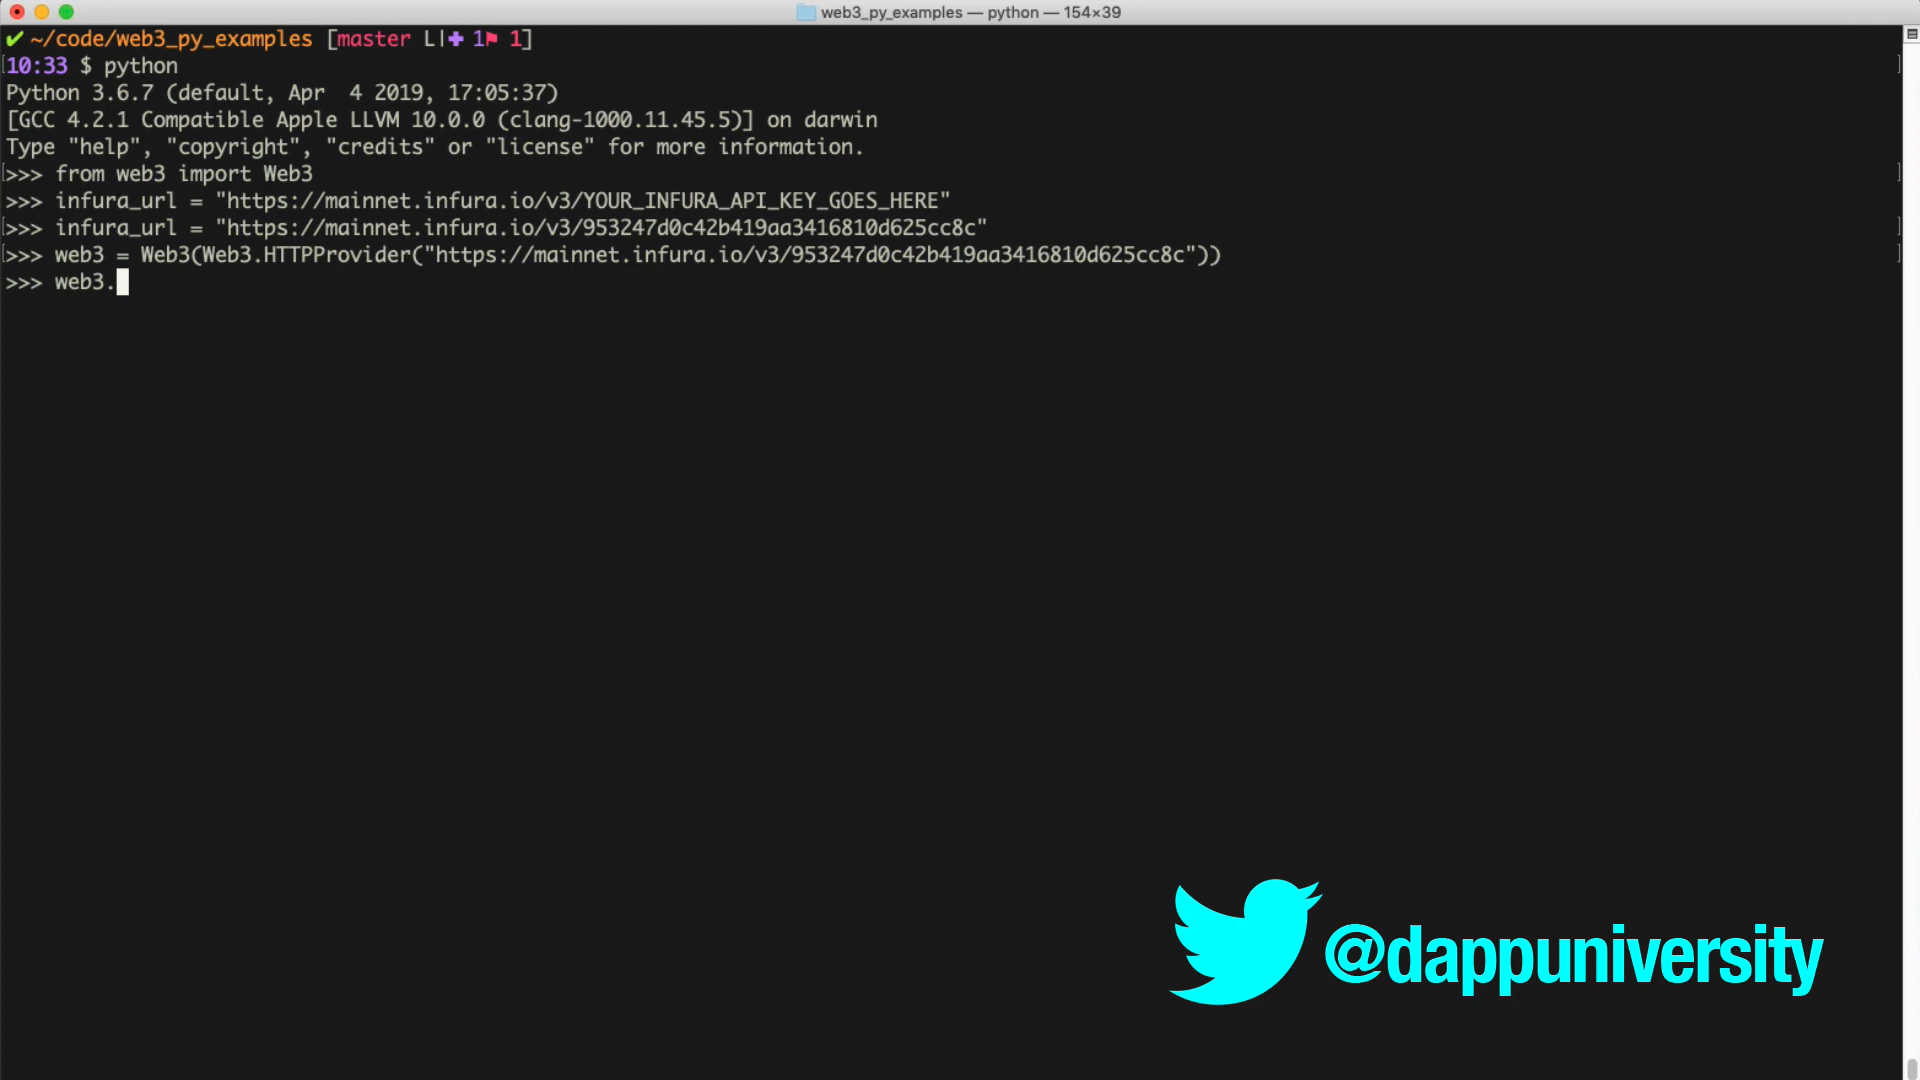 web3_py_examples — python — 154×39
✔ ~/code/web3_py_examples [master L|✚ 1⚑ 1]
10:33 $ python
Python 3.6.7 (default, Apr  4 2019, 17:05:37)
[GCC 4.2.1 Compatible Apple LLVM 10.0.0 (clang-1000.11.45.5)] on darwin
Type "help", "copyright", "credits" or "license" for more information.
>>> from web3 import Web3
>>> infura_url = "https://mainnet.infura.io/v3/YOUR_INFURA_API_KEY_GOES_HERE"
>>> infura_url = "https://mainnet.infura.io/v3/953247d0c42b419aa3416810d625cc8c"
>>> web3 = Web3(Web3.HTTPProvider("https://mainnet.infura.io/v3/953247d0c42b419aa3416810d625cc8c"))
>>> web3.
@dappuniversity